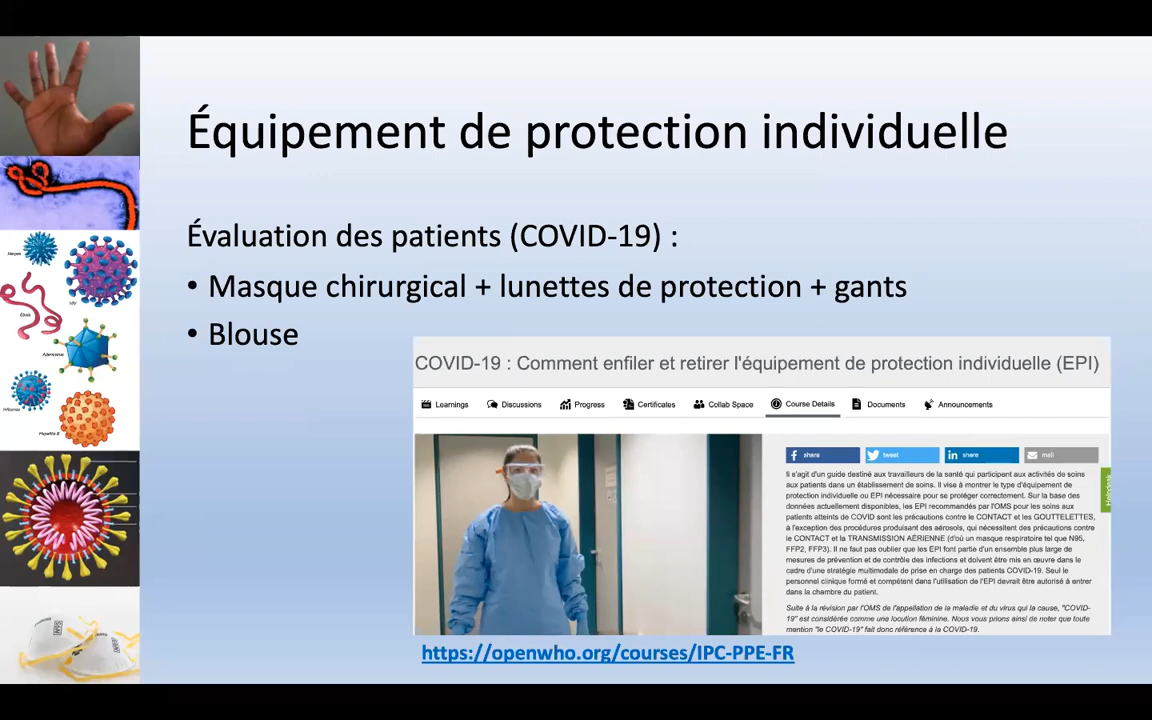 Équipement de protection individuelle
Évaluation des patients (COVID-19) :
• Masque chirurgical + lunettes de protection + gants
• Blouse
COVID-19 : Comment enfiler et retirer l'équipement de protection individuelle (EPI)
Learnings Discussions Progress Certificates Collab Space Course Details Documents Announcements
share tweet share mail
Il s'agit d'un guide destiné aux travailleurs de la santé qui participent aux activités de soins
aux patients dans un établissement de soins. Il vise à montrer le type d'équipement de
protection individuelle ou EPI nécessaire pour se protéger correctement. Sur la base des
données actuellement disponibles, les EPI recommandés par l'OMS pour les soins aux
patients atteints de COVID sont les précautions contre le CONTACT et les GOUTTELETTES,
à l'exception des procédures produisant des aérosols, qui nécessitent des précautions contre
le CONTACT et la TRANSMISSION AÉRIENNE (d'où un masque respiratoire tel que N95,
FFP2, FFP3). Il ne faut pas oublier que les EPI font partie d'un ensemble plus large de
mesures de prévention et de contrôle des infections et doivent être mis en œuvre dans le
cadre d'une stratégie multimodale de prise en charge des patients COVID-19. Seul le
personnel clinique formé et compétent dans l'utilisation de l'EPI devrait être autorisé à entrer
dans la chambre du patient.
Suite à la révision par l'OMS de l'appellation de la maladie et du virus qui la cause, "COVID-
19" est considérée comme une locution féminine. Nous vous prions ainsi de noter que toute
mention "le COVID-19" fait donc référence à la COVID-19.
Helpdesk
https://openwho.org/courses/IPC-PPE-FR